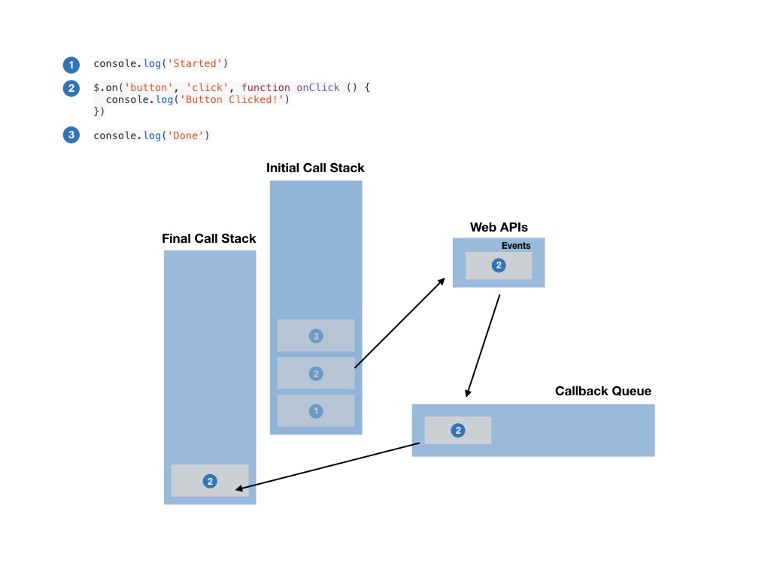 1 console.log('Started')
2 $.on('button', 'click', function onClick () {
console.log('Button Clicked!')
})
3 console.log('Done')
Initial Call Stack
Final Call Stack
Web APIs
Events
2
3
2
1
Callback Queue
2
2